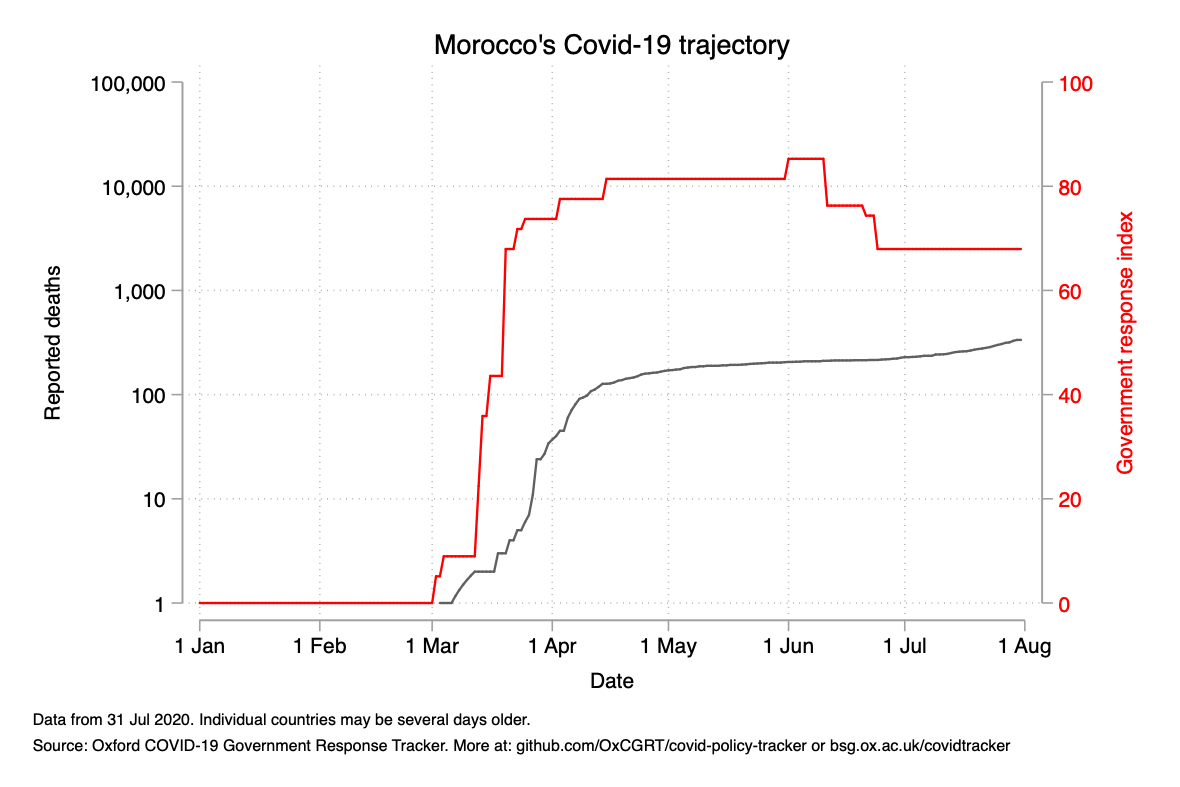 Morocco's Covid-19 trajectory
100,000
10,000
1,000
100
10
1
Reported deaths
100
80
60
40
20
0
Government response index
1 Jan 1 Feb 1 Mar 1 Apr 1 May 1 Jun 1 Jul 1 Aug
Date
Data from 31 Jul 2020. Individual countries may be several days older.
Source: Oxford COVID-19 Government Response Tracker. More at: github.com/OxCGRT/covid-policy-tracker or bsg.ox.ac.uk/covidtracker